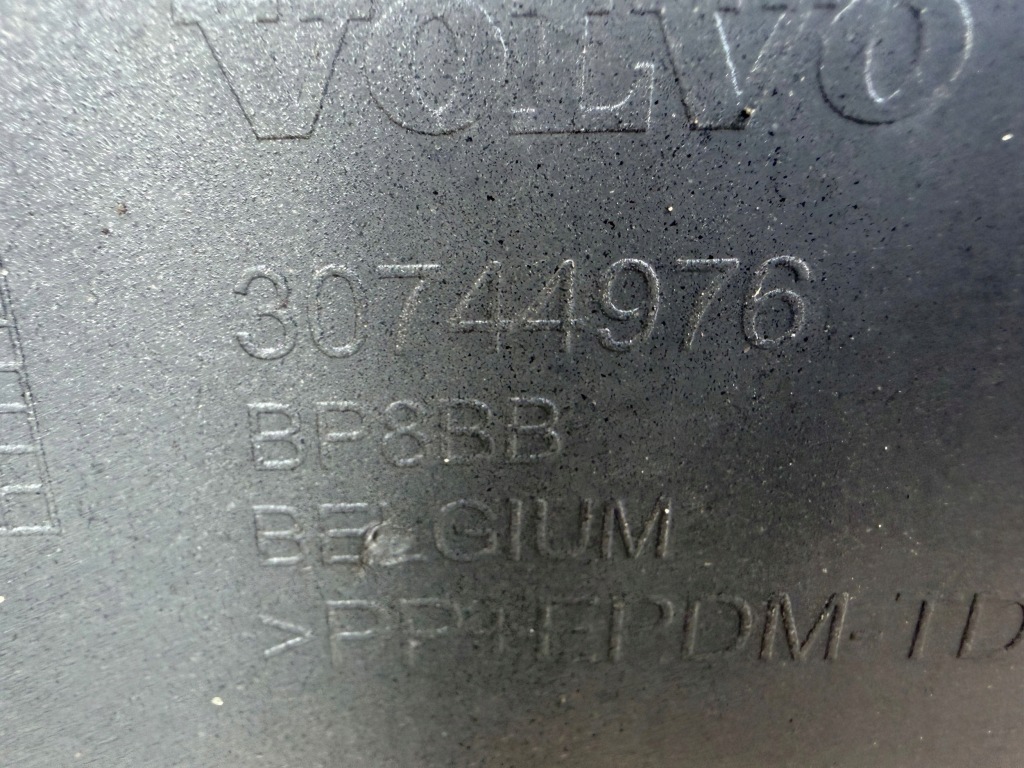 VOLVO
30744976
BP8BB
BELGIUM
>PP+EPDM-TD